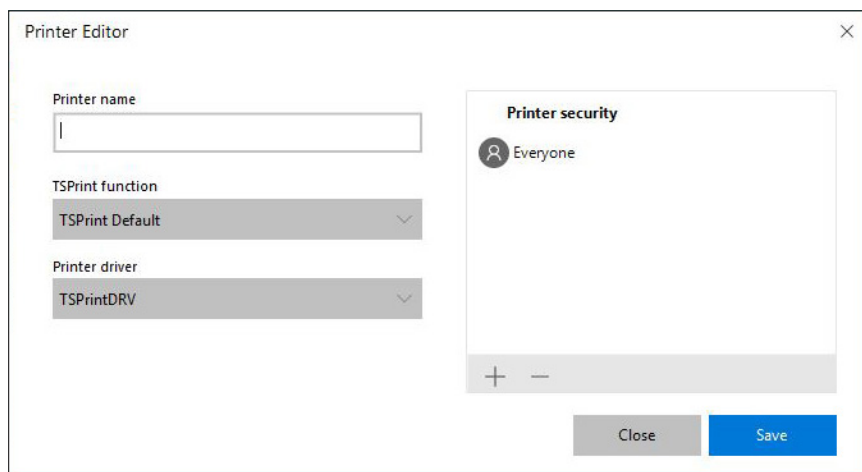 Printer Editor
Printer name
TSPrint function
TSPrint Default
Printer driver
TSPrintDRV
Printer security
Everyone
Close
Save